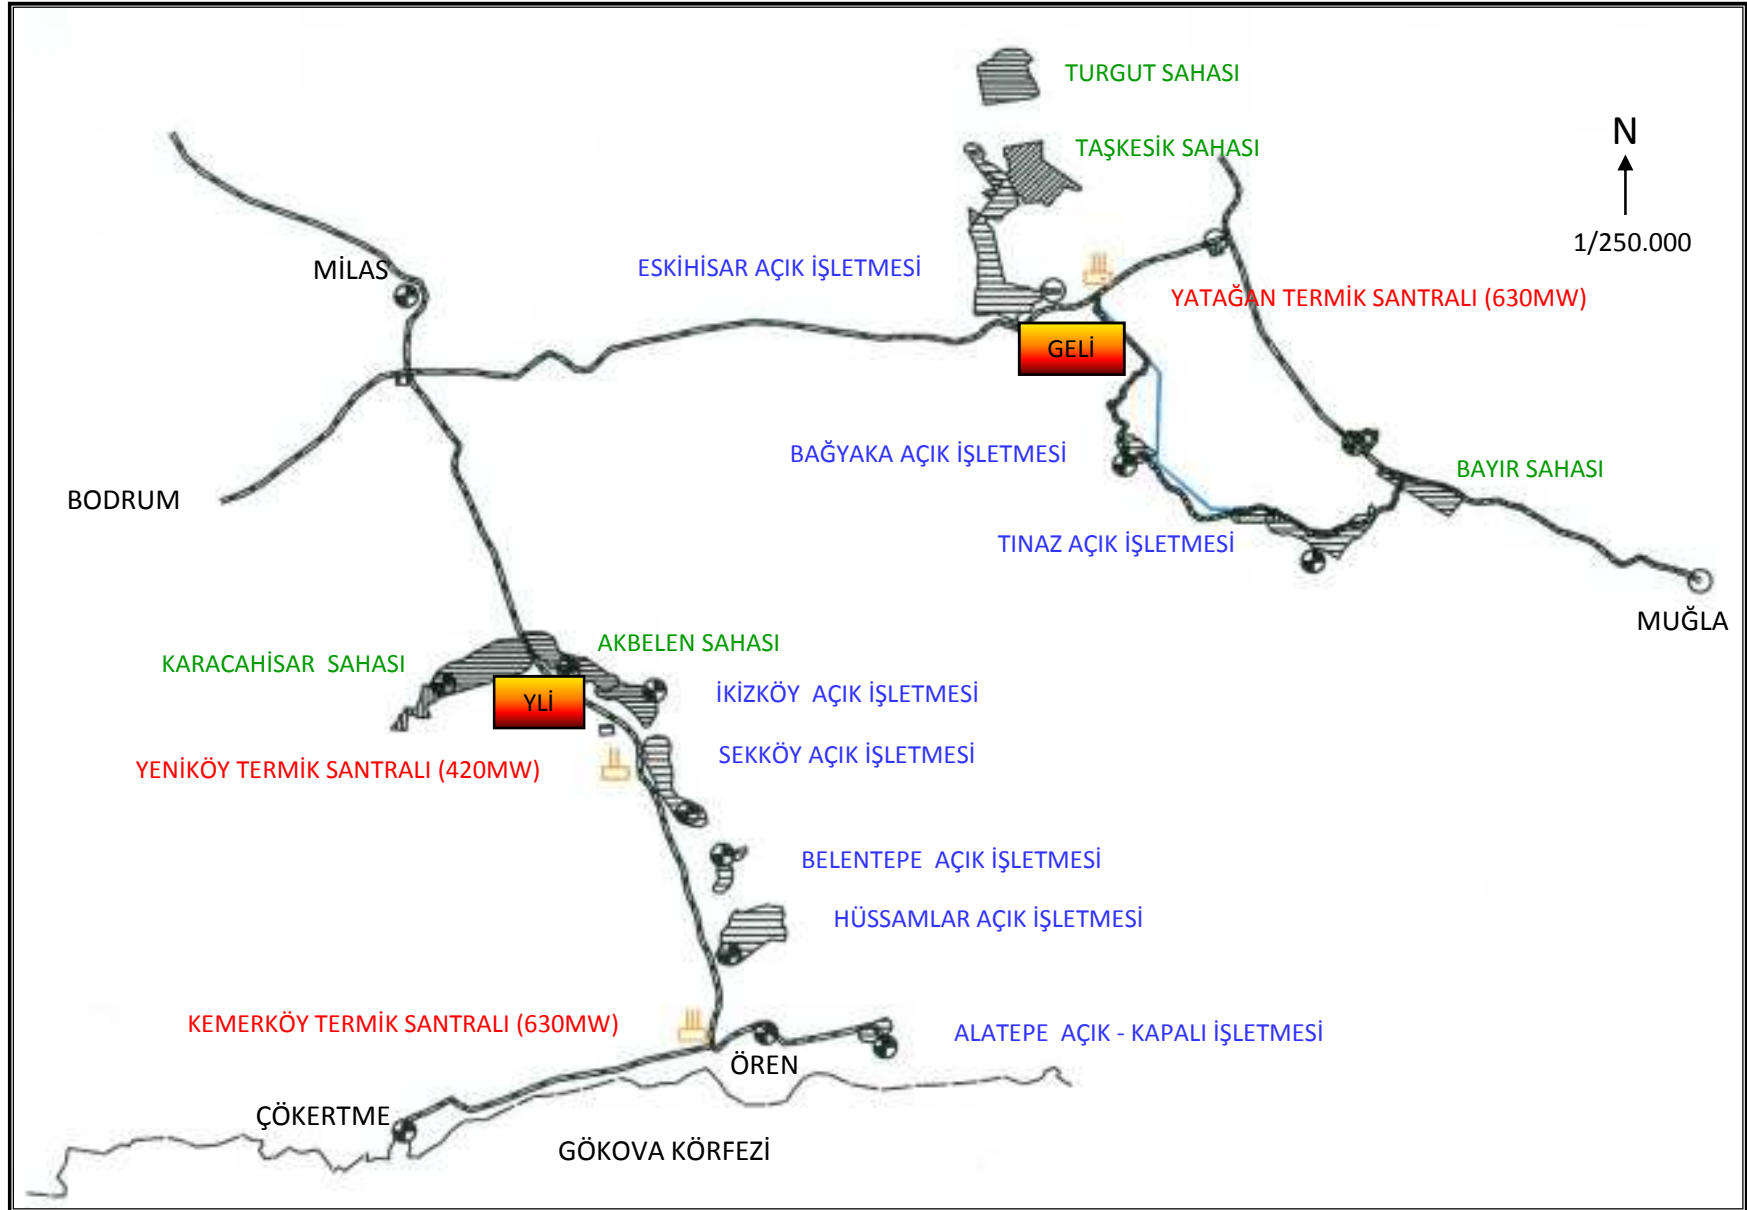 TURGUT SAHASI
N
TAŞKESİK SAHASI
1/250.000
MİLAS
ESKİHİSAR AÇIK İŞLETMESİ
YATAĞAN TERMİK SANTRALI (630MW)
GELİ
BAĞYAKA AÇIK İŞLETMESİ
BAYIR SAHASI
BODRUM
TINAZ AÇIK İŞLETMESİ
MUĞLA
AKBELEN SAHASI
KARACAHİSAR  SAHASI
İKİZKÖY  AÇIK İŞLETMESİ
YLİ
SEKKÖY AÇIK İŞLETMESİ
YENİKÖY TERMİK SANTRALI (420MW)
BELENTEPE  AÇIK İŞLETMESİ
HÜSSAMLAR AÇIK İŞLETMESİ
KEMERKÖY TERMİK SANTRALI (630MW)
ALATEPE  AÇIK - KAPALI İŞLETMESİ
ÖREN
ÇÖKERTME
GÖKOVA KÖRFEZİ